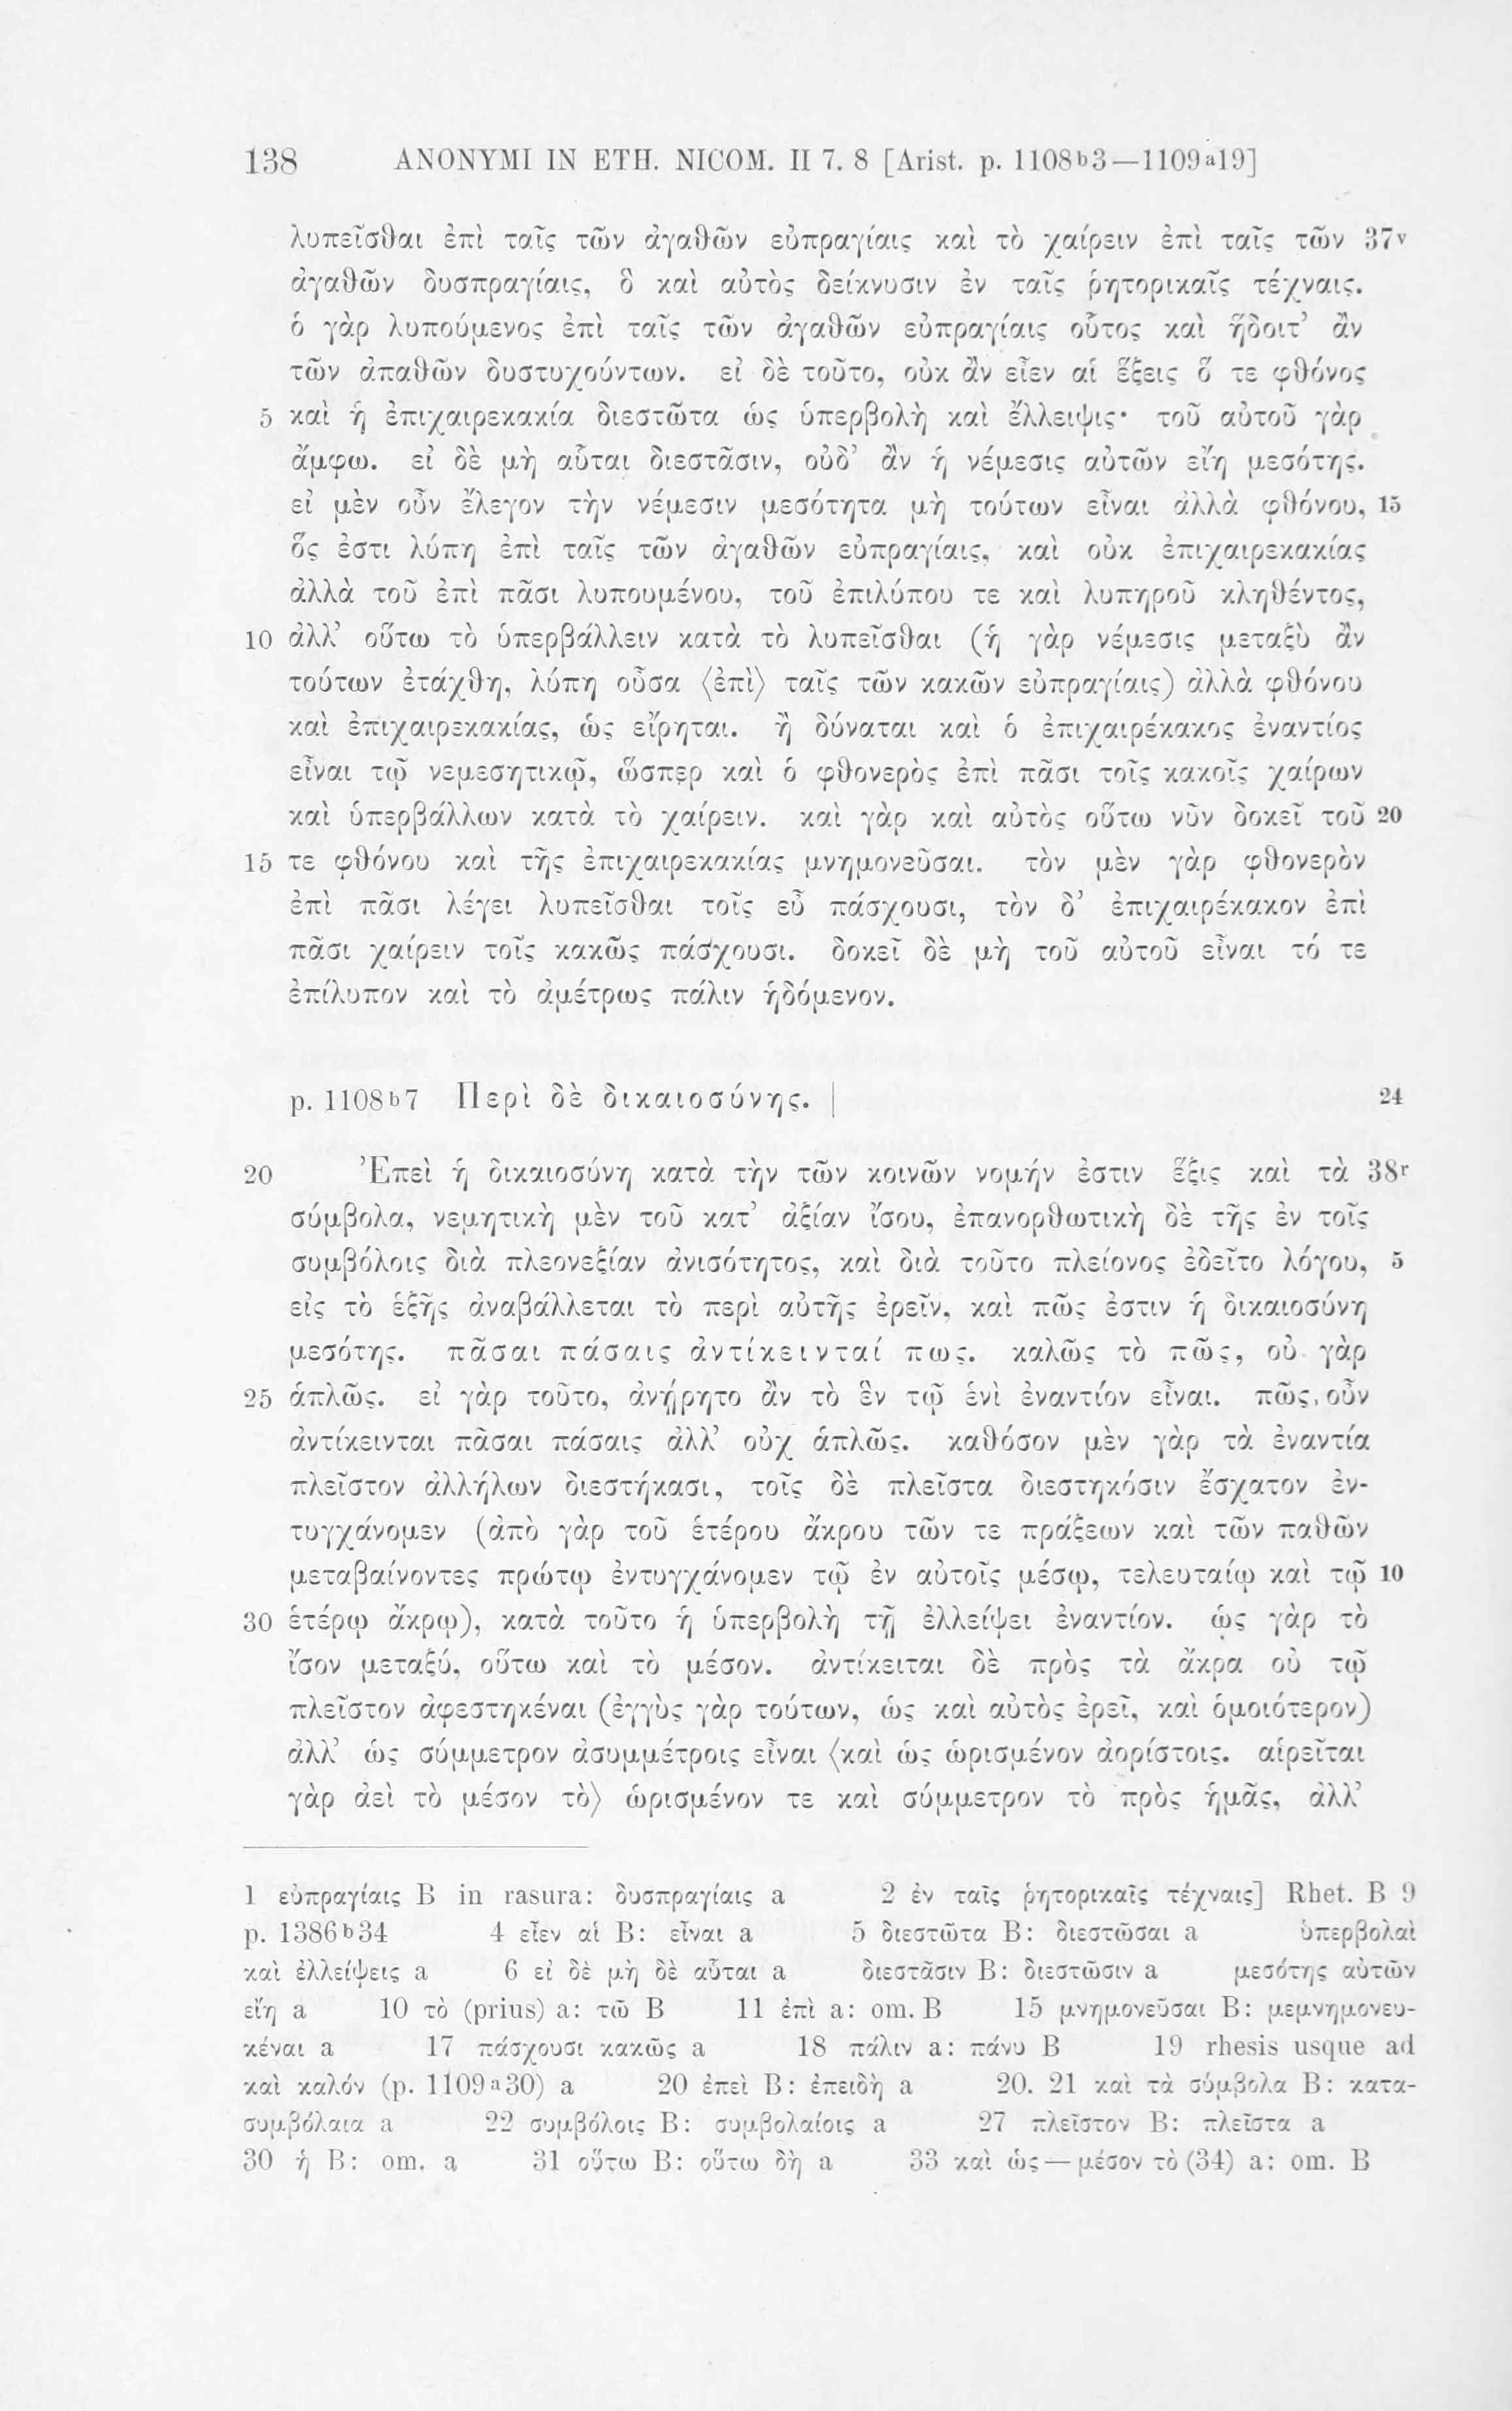 138 ANONYMI IN ETH. NICOM. II 7. 8 [Arist. p. 1108b3—1109a19]
λυπεῖσθαι ἐπὶ ταῖς τῶν ἀγαθῶν εὐπραγίαις καὶ τὸ χαίρειν ἐπὶ ταῖς τῶν 37v
ἀγαθῶν δυσπραγίαις, ὃ καὶ αὐτὸς δείκνυσιν ἐν ταῖς ῥητορικαῖς τέχναις.
ὁ γὰρ λυπούμενος ἐπὶ ταῖς τῶν ἀγαθῶν εὐπραγίαις οὗτος καὶ ἥδοιτ’ ἂν
τῶν ἀπαθῶν δυστυχούντων. εἰ δὲ τοῦτο, οὐκ ἂν εἶεν αἱ ἕξεις ὅ τε φθόνος
5 καὶ ἡ ἐπιχαιρεκακία διεστῶτα ὡς ὑπερβολὴ καὶ ἔλλειψις· τοῦ αὐτοῦ γὰρ
ἄμφω. εἰ δὲ μὴ αὗται διεστᾶσιν, οὐδ’ ἂν ἡ νέμεσις αὐτῶν εἴη μεσότης.
εἰ μὲν οὖν ἔλεγον τὴν νέμεσιν μεσότητα μὴ τούτων εἶναι ἀλλὰ φθόνου, 15
ὅς ἐστι λύπη ἐπὶ ταῖς τῶν ἀγαθῶν εὐπραγίαις, καὶ οὐκ ἐπιχαιρεκακίας
ἀλλὰ τοῦ ἐπὶ πᾶσι λυπουμένου, τοῦ ἐπιλύπου τε καὶ λυπηροῦ κληθέντος,
10 ἀλλ’ οὕτω τὸ ὑπερβάλλειν κατὰ τὸ λυπεῖσθαι (ἡ γὰρ νέμεσις μεταξὺ ἂν
τούτων ἐτάχθη, λύπη οὖσα ⟨ἐπὶ⟩ ταῖς τῶν κακῶν εὐπραγίαις) ἀλλὰ φθόνου
καὶ ἐπιχαιρεκακίας, ὡς εἴρηται. ἢ δύναται καὶ ὁ ἐπιχαιρέκακος ἐναντίος
εἶναι τῷ νεμεσητικῷ, ὥσπερ καὶ ὁ φθονερὸς ἐπὶ πᾶσι τοῖς κακοῖς χαίρων
καὶ ὑπερβάλλων κατὰ τὸ χαίρειν. καὶ γὰρ καὶ αὐτὸς οὕτω νῦν δοκεῖ τοῦ 20
15 τε φθόνου καὶ τῆς ἐπιχαιρεκακίας μνημονεῦσαι. τὸν μὲν γὰρ φθονερὸν
ἐπὶ πᾶσι λέγει λυπεῖσθαι τοῖς εὖ πάσχουσι, τὸν δ’ ἐπιχαιρέκακον ἐπὶ
πᾶσι χαίρειν τοῖς κακῶς πάσχουσι. δοκεῖ δὲ μὴ τοῦ αὐτοῦ εἶναι τό τε
ἐπίλυπον καὶ τὸ ἀμέτρως πάλιν ἡδόμενον.
p. 1108b7 Περὶ δὲ δικαιοσύνης. | 24
20 Ἐπεὶ ἡ δικαιοσύνη κατὰ τὴν τῶν κοινῶν νομήν ἐστιν ἕξις καὶ τὰ 38r
σύμβολα, νεμητικὴ μὲν τοῦ κατ’ ἀξίαν ἴσου, ἐπανορθωτικὴ δὲ τῆς ἐν τοῖς
συμβόλοις διὰ πλεονεξίαν ἀνισότητος, καὶ διὰ τοῦτο πλείονος ἐδεῖτο λόγου, 5
εἰς τὸ ἑξῆς ἀναβάλλεται τὸ περὶ αὐτῆς ἐρεῖν, καὶ πῶς ἐστιν ἡ δικαιοσύνη
μεσότης. πᾶσαι πάσαις ἀντίκεινταί πως. καλῶς τὸ πῶς, οὐ γὰρ
25 ἁπλῶς. εἰ γὰρ τοῦτο, ἀνῄρητο ἂν τὸ ἓν τῷ ἑνὶ ἐναντίον εἶναι. πῶς οὖν
ἀντίκεινται πᾶσαι πάσαις ἀλλ’ οὐχ ἁπλῶς. καθόσον μὲν γὰρ τὰ ἐναντία
πλεῖστον ἀλλήλων διεστήκασι, τοῖς δὲ πλεῖστα διεστηκόσιν ἔσχατον ἐν-
τυγχάνομεν (ἀπὸ γὰρ τοῦ ἑτέρου ἄκρου τῶν τε πράξεων καὶ τῶν παθῶν
μεταβαίνοντες πρώτῳ ἐντυγχάνομεν τῷ ἐν αὐτοῖς μέσῳ, τελευταίῳ καὶ τῷ 10
30 ἑτέρῳ ἄκρῳ), κατὰ τοῦτο ἡ ὑπερβολὴ τῇ ἐλλείψει ἐναντίον. ὡς γὰρ τὸ
ἴσον μεταξύ, οὕτω καὶ τὸ μέσον. ἀντίκειται δὲ πρὸς τὰ ἄκρα οὐ τῷ
πλεῖστον ἀφεστηκέναι (ἐγγὺς γὰρ τούτων, ὡς καὶ αὐτὸς ἐρεῖ, καὶ ὁμοιότερον)
ἀλλ’ ὡς σύμμετρον ἀσυμμέτροις εἶναι ⟨καὶ ὡς ὡρισμένον ἀορίστοις. αἱρεῖται
γὰρ ἀεὶ τὸ μέσον τὸ⟩ ὡρισμένον τε καὶ σύμμετρον τὸ πρὸς ἡμᾶς, ἀλλ’
1 εὐπραγίαις B in rasura: δυσπραγίαις a 2 ἐν ταῖς ῥητορικαῖς τέχναις] Rhet. B 9
p. 1386b34 4 εἶεν αἱ B: εἶναι a 5 διεστῶτα B: διεστῶσαι a ὑπερβολαὶ
καὶ ἐλλείψεις a 6 εἰ δὲ μὴ δὲ αὗται a διεστᾶσιν B: διεστῶσιν a μεσότης αὐτῶν
εἴη a 10 τὸ (prius) a: τῶ B 11 ἐπὶ a: om. B 15 μνημονεῦσαι B: μεμνημονευ-
κέναι a 17 πάσχουσι κακῶς a 18 πάλιν a: πάνυ B 19 rhesis usque ad
καὶ καλόν (p. 1109a30) a 20 ἐπεὶ B: ἐπειδὴ a 20. 21 καὶ τὰ σύμβολα B: κατα-
συμβόλαια a 22 συμβόλοις B: συμβολαίοις a 27 πλεῖστον B: πλεῖστα a
30 ἡ B: om. a 31 οὕτω B: οὕτω δὴ a 33 καὶ ὡς — μέσον τὸ (34) a: om. B